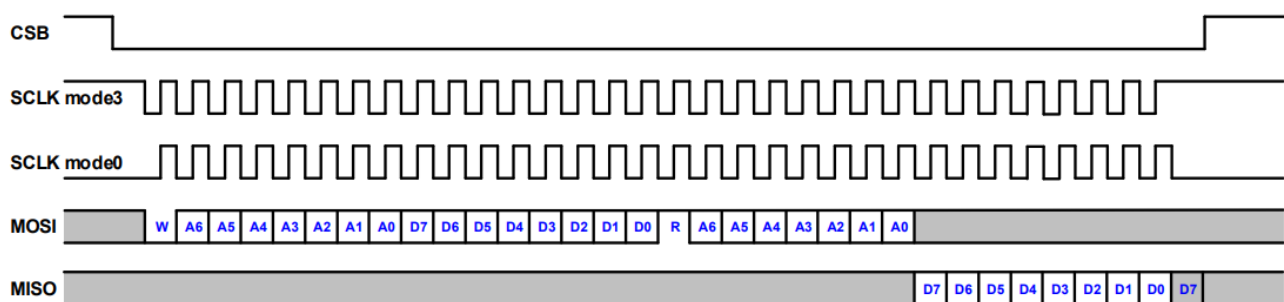 CSB
SCLK mode3
SCLK mode0
MOSI W A6 A5 A4 A3 A2 A1 A0 D7 D6 D5 D4 D3 D2 D1 D0 R A6 A5 A4 A3 A2 A1 A0
MISO D7 D6 D5 D4 D3 D2 D1 D0 D7